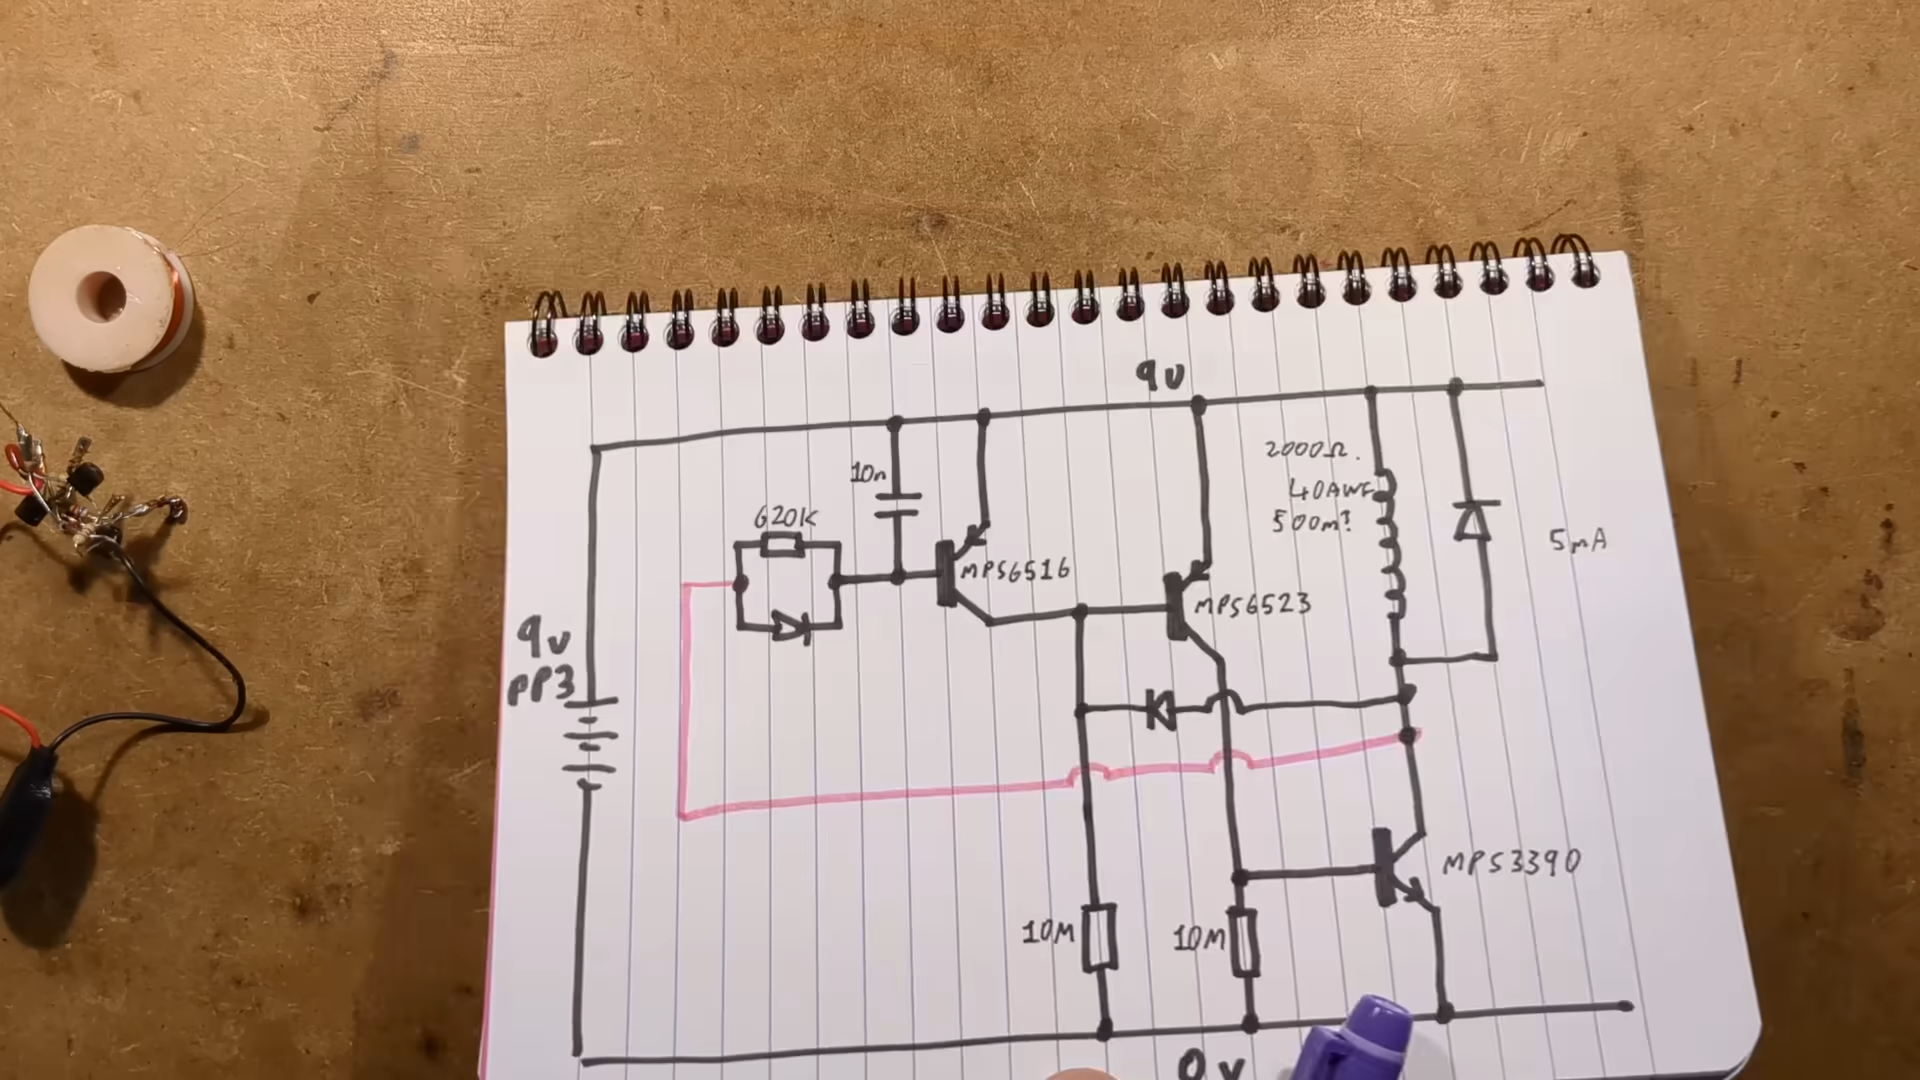 9v
10n
620K
MPS6516
2000Ω.
40AWG
500m?
5mA
MPS6523
9v
PP3
MPS3390
10M
10M
0v